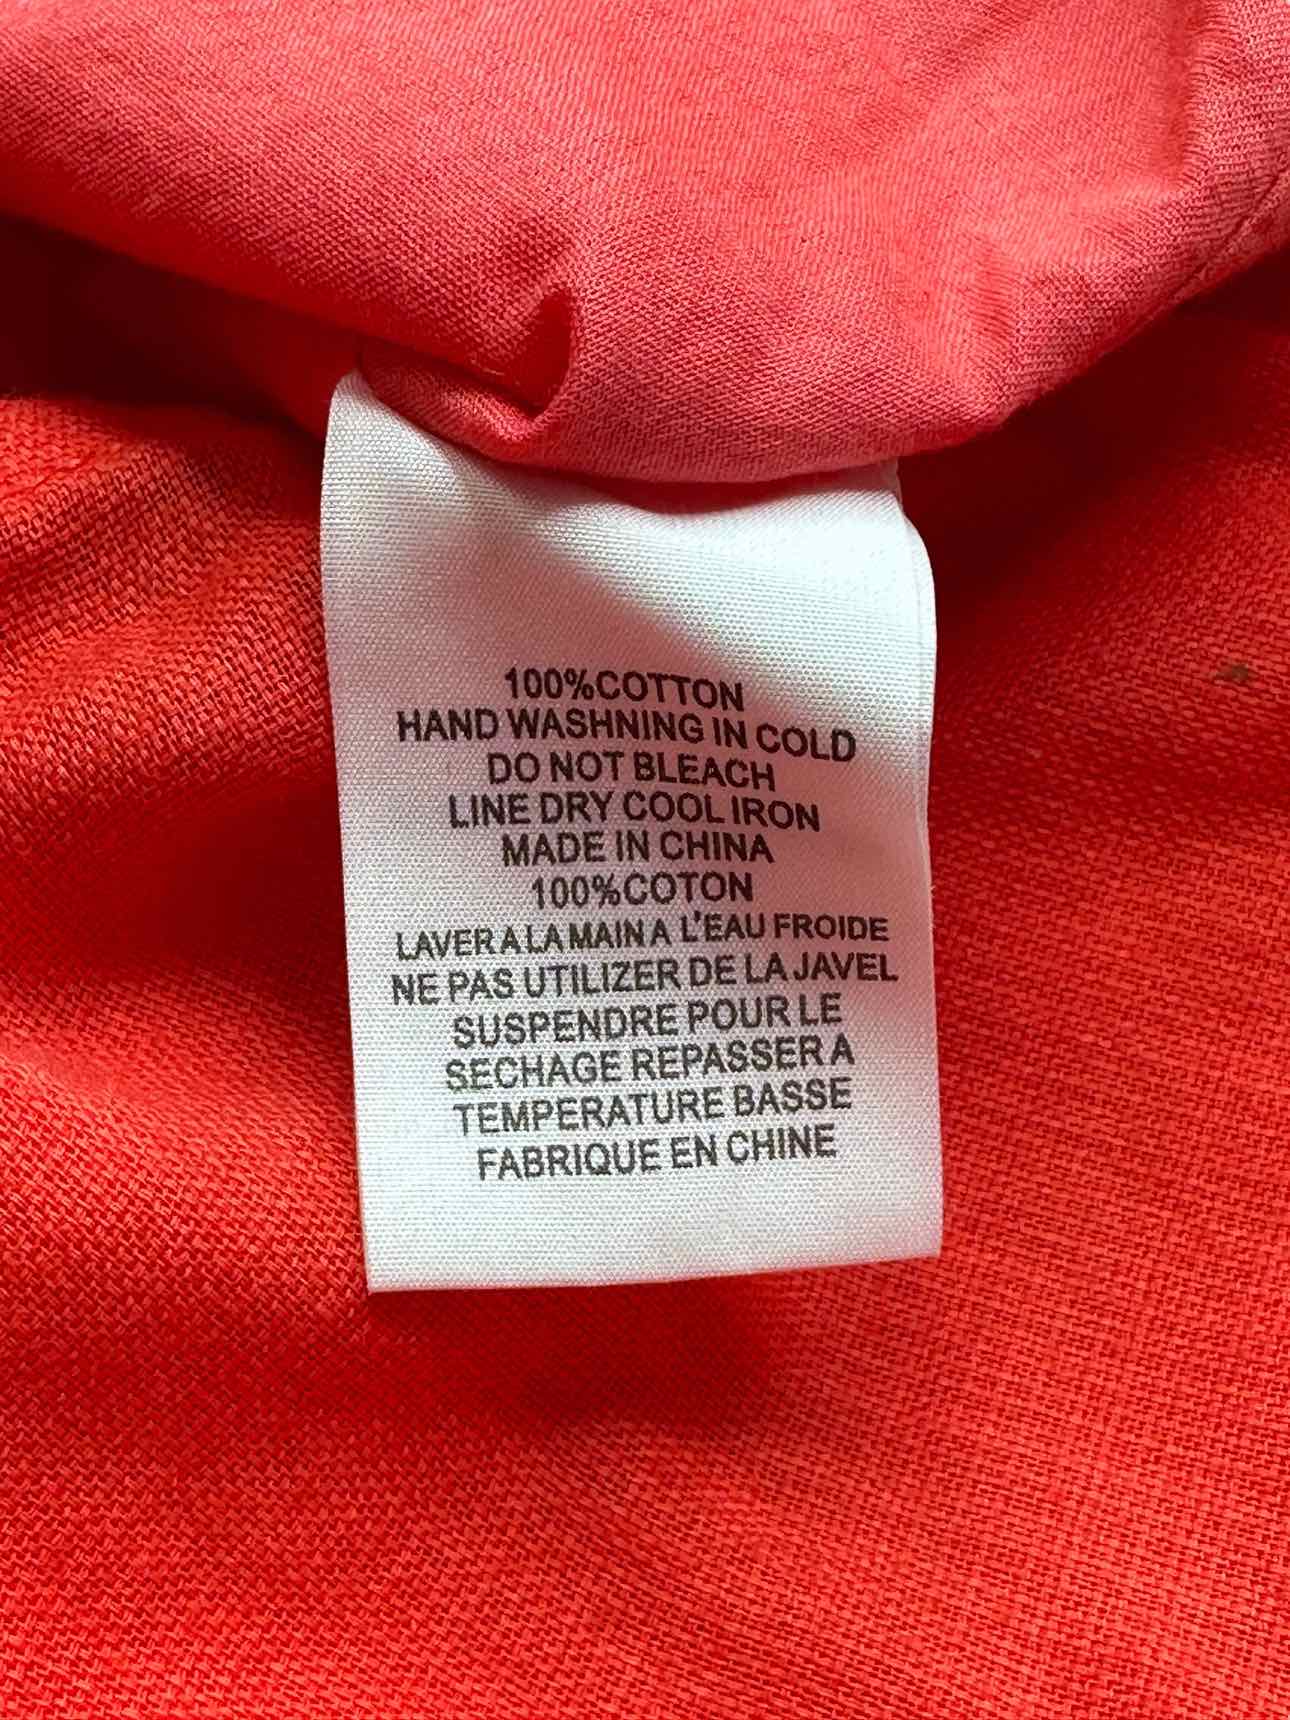 100%COTTON
HAND WASHNING IN COLD
DO NOT BLEACH
LINE DRY COOL IRON
MADE IN CHINA
100%COTON
LAVER A LA MAIN A L'EAU FROIDE
NE PAS UTILIZER DE LA JAVEL
SUSPENDRE POUR LE
SECHAGE REPASSER A
TEMPERATURE BASSE
FABRIQUE EN CHINE